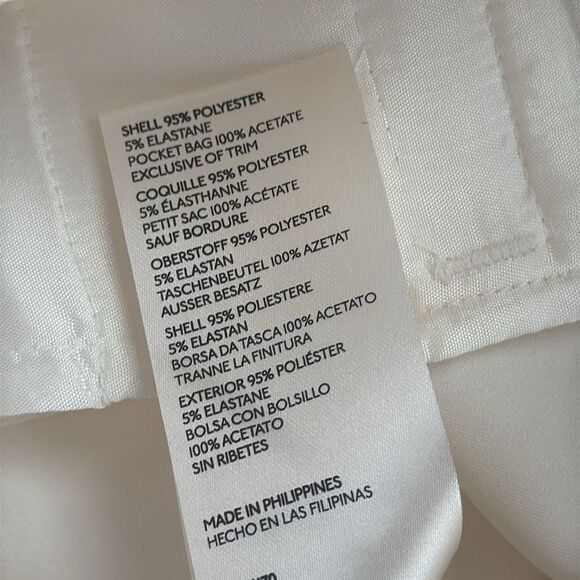 SHELL 95% POLYESTER
5% ELASTANE
POCKET BAG 100% ACETATE
EXCLUSIVE OF TRIM
COQUILLE 95% POLYESTER
5% ÉLASTHANNE
PETIT SAC 100% ACÉTATE
SAUF BORDURE
OBERSTOFF 95% POLYESTER
5% ELASTAN
TASCHENBEUTEL 100% AZETAT
AUSSER BESATZ
SHELL 95% POLIESTERE
5% ELASTAN
BORSA DA TASCA 100% ACETATO
TRANNE LA FINITURA
EXTERIOR 95% POLIÉSTER
5% ELASTANE
BOLSA CON BOLSILLO
100% ACETATO
SIN RIBETES
MADE IN PHILIPPINES
HECHO EN LAS FILIPINAS